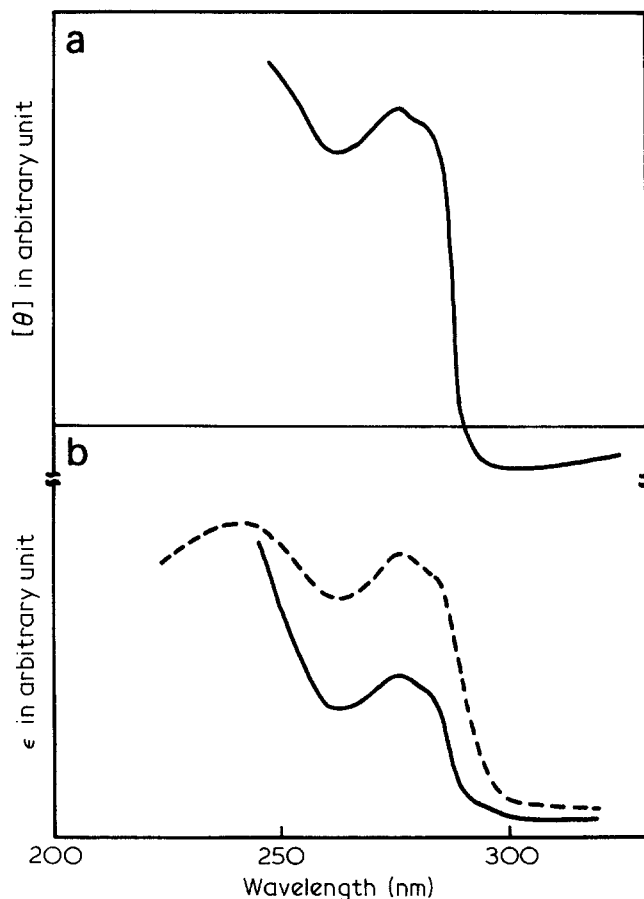 a
[θ] in arbitrary unit
b
ϵ in arbitrary unit
200 250 300
Wavelength (nm)